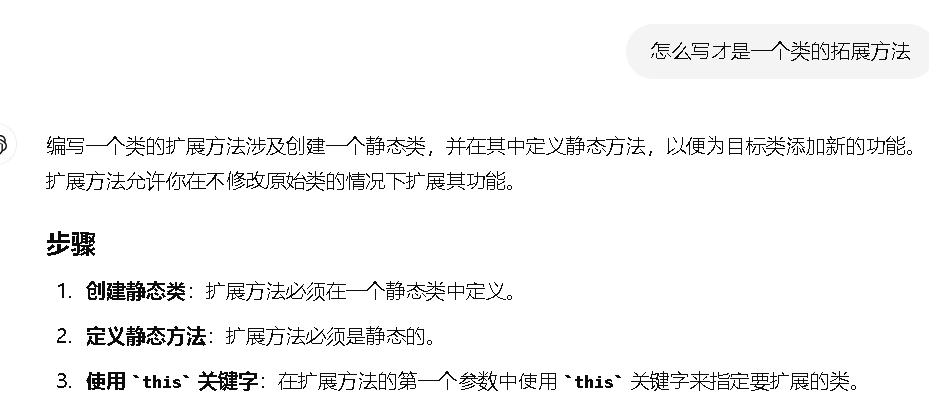 怎么写才是一个类的拓展方法
编写一个类的扩展方法涉及创建一个静态类，并在其中定义静态方法，以便为目标类添加新的功能。
扩展方法允许你在不修改原始类的情况下扩展其功能。
步骤
1. 创建静态类：扩展方法必须在一个静态类中定义。
2. 定义静态方法：扩展方法必须是静态的。
3. 使用 `this` 关键字：在扩展方法的第一个参数中使用 `this` 关键字来指定要扩展的类。